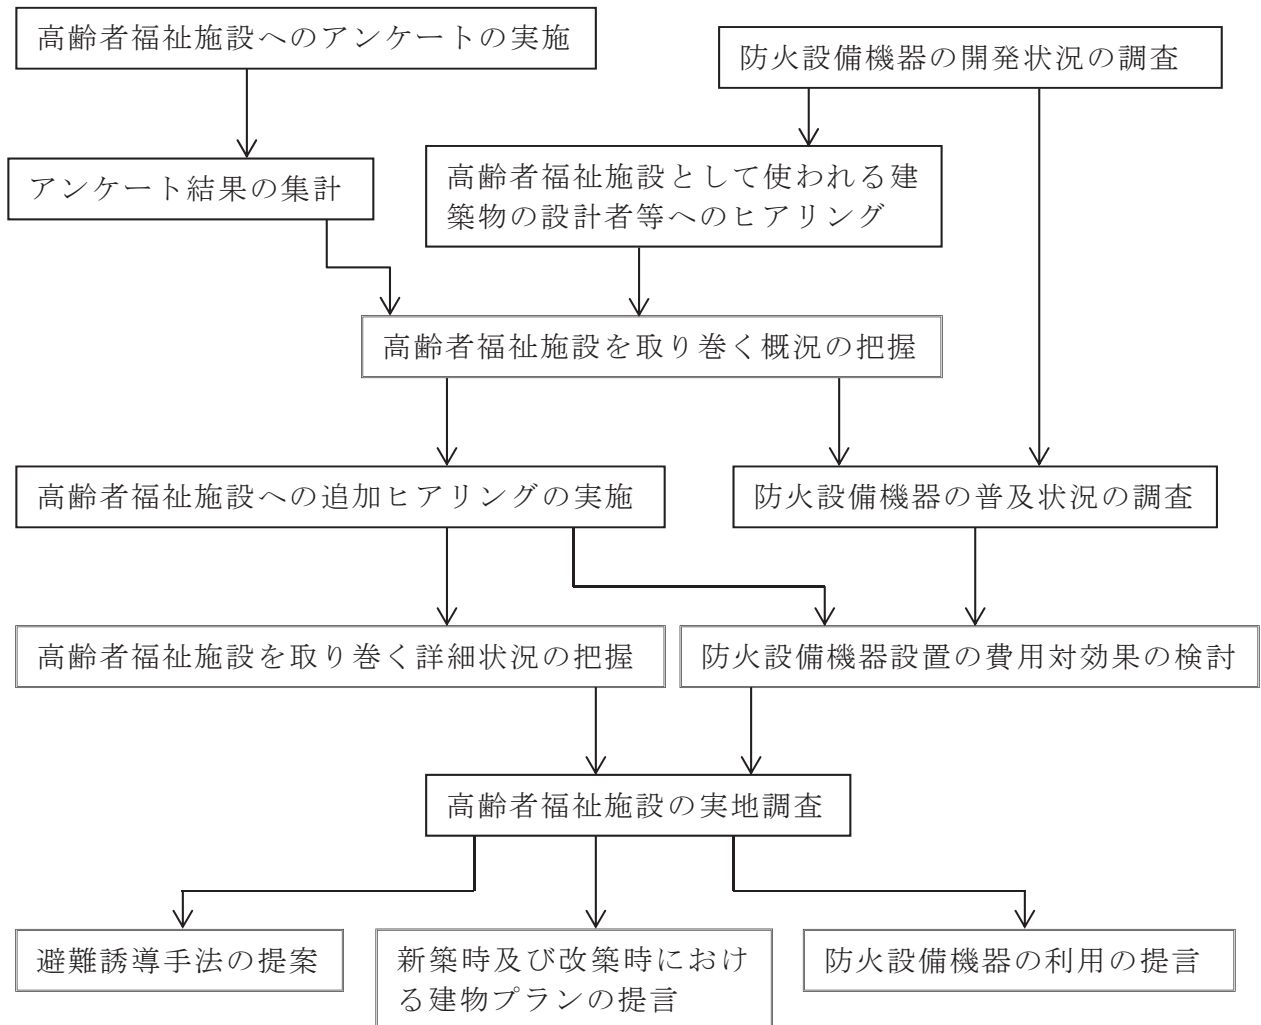 高齢者福祉施設へのアンケートの実施
防火設備機器の開発状況の調査
アンケート結果の集計
高齢者福祉施設として使われる建
築物の設計者等へのヒアリング
高齢者福祉施設を取り巻く概況の把握
高齢者福祉施設への追加ヒアリングの実施
防火設備機器の普及状況の調査
高齢者福祉施設を取り巻く詳細状況の把握
防火設備機器設置の費用対効果の検討
高齢者福祉施設の実地調査
避難誘導手法の提案
新築時及び改築時におけ
る建物プランの提言
防火設備機器の利用の提言